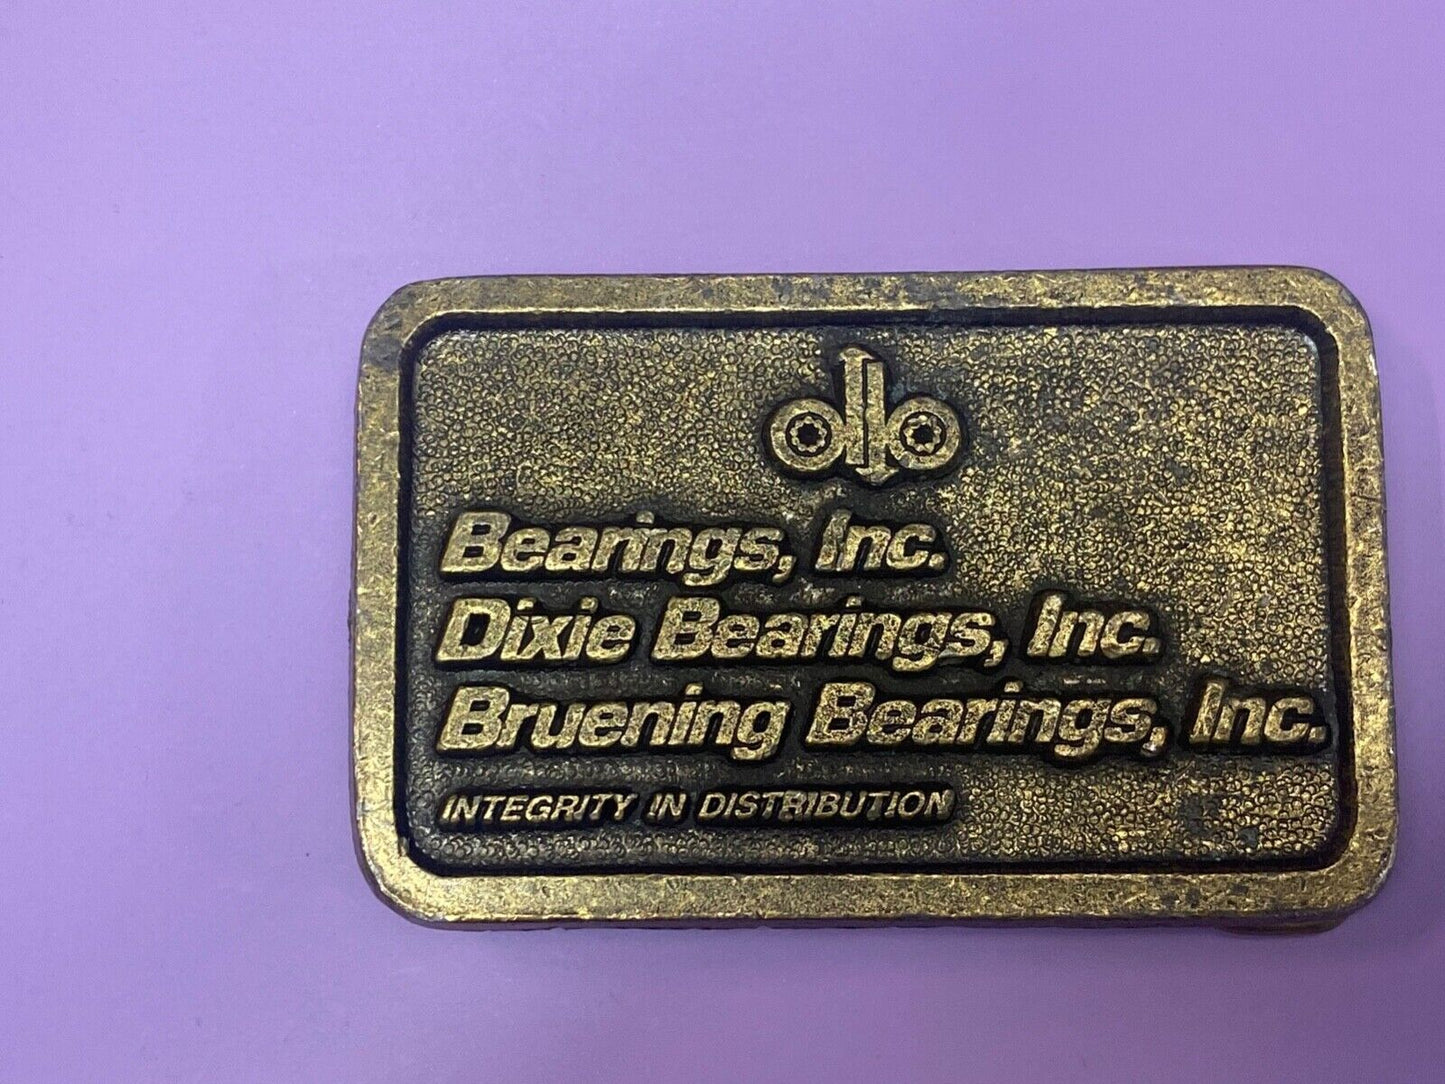 Bearings, Inc.
Dixie Bearings, Inc.
Bruening Bearings, Inc.
INTEGRITY IN DISTRIBUTION